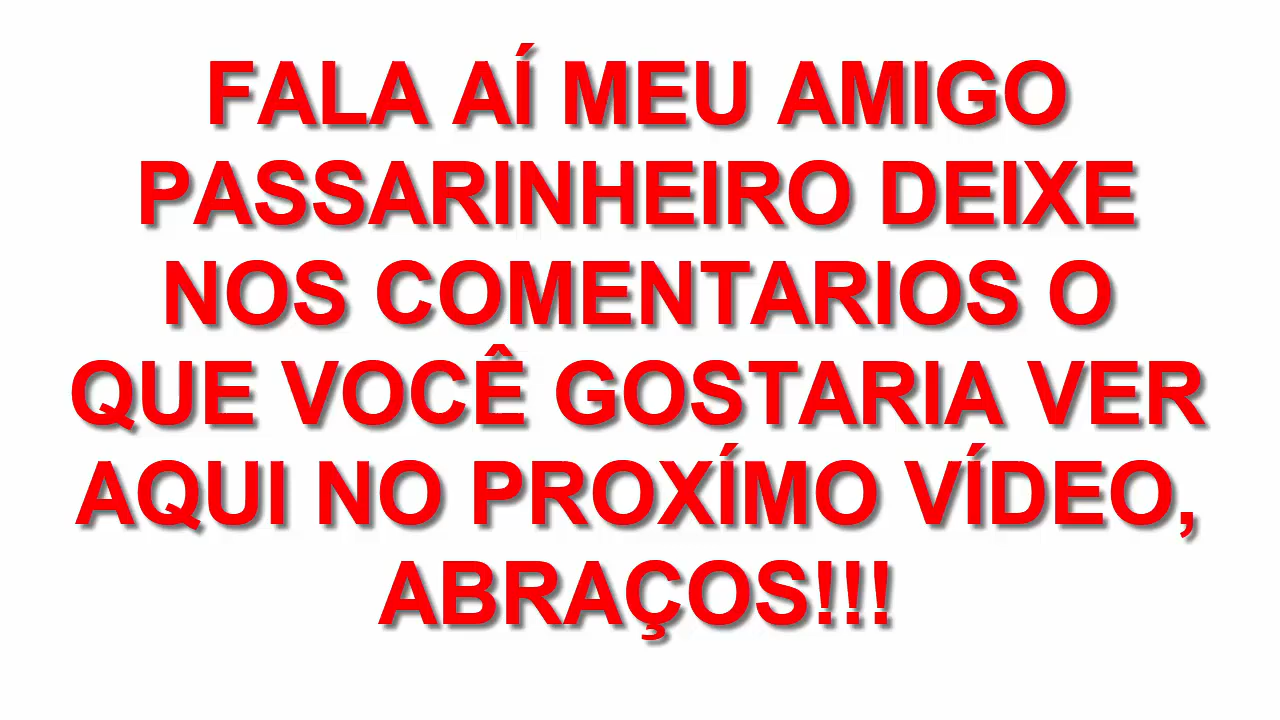 FALA AÍ MEU AMIGO
PASSARINHEIRO DEIXE
NOS COMENTARIOS O
QUE VOCÊ GOSTARIA VER
AQUI NO PROXÍMO VÍDEO,
ABRAÇOS!!!